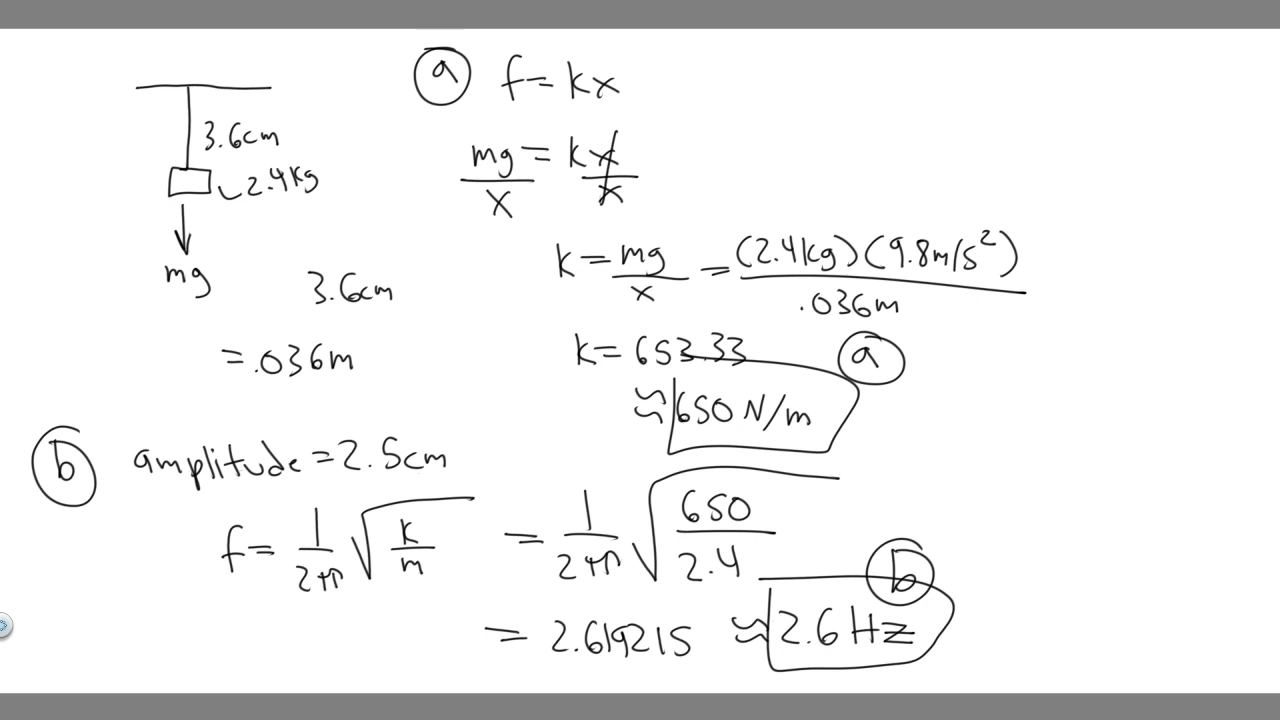 3.6cm
2.4kg
mg
3.6cm
= .036m
a f = kx
mg/x = kx/x
k = mg/x = (2.4kg)(9.8m/s²)/.036m
k = 653.33 a
≈ 650 N/m
b amplitude = 2.5cm
f = 1/2π √k/m = 1/2π √650/2.4
= 2.619215 ≈ 2.6 Hz b